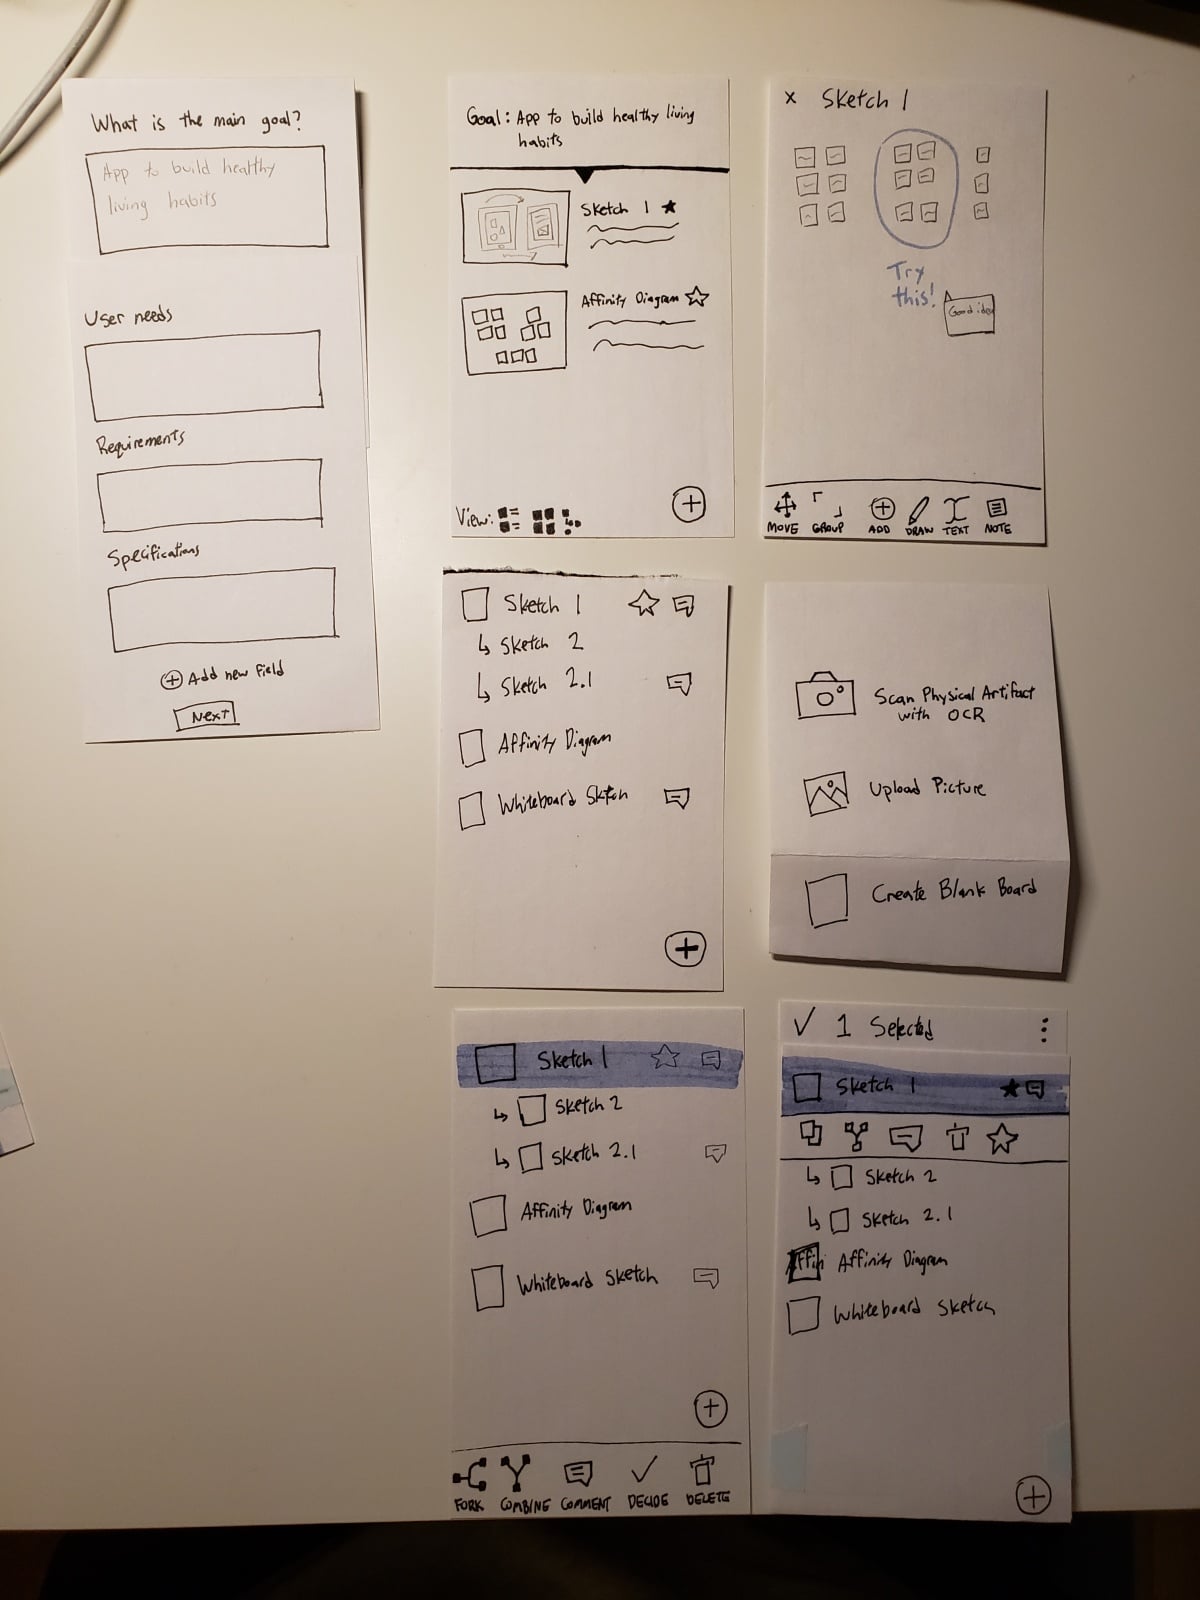 What is the main goal?
App to build healthy
living habits
User needs
Requirements
Specifications
Add new field
NEXT
Goal: App to build healthy living
habits
Sketch 1
Affinity Diagram
View:
x Sketch 1
Try
this!
Good idea
MOVE GROUP ADD DRAW TEXT NOTE
Sketch 1
Sketch 2
Sketch 2.1
Affinity Diagram
Whiteboard Sketch
Scan Physical Artifact
with OCR
Upload Picture
Create Blank Board
Sketch 1
Sketch 2
Sketch 2.1
Affinity Diagram
Whiteboard Sketch
FORK COMBINE COMMENT DECIDE DELETE
1 Selected
Sketch 1
Sketch 2
Sketch 2.1
Affinity Diagram
Whiteboard Sketch